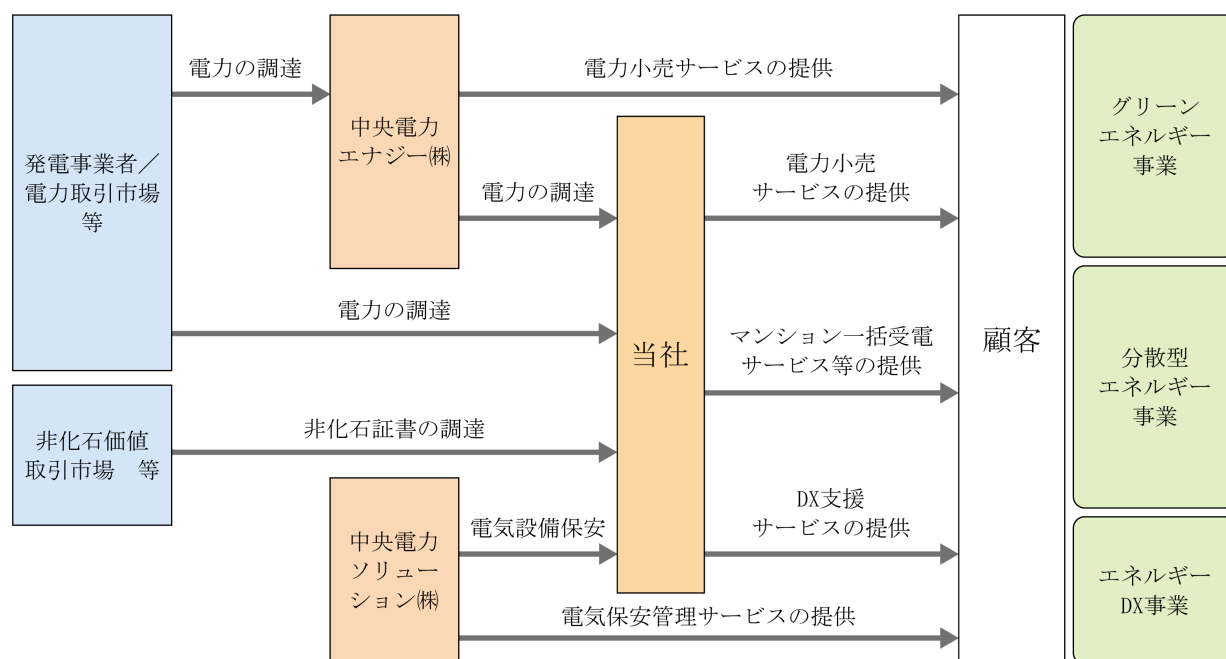 電力の調達
電力小売サービスの提供
発電事業者／
電力取引市場
等
中央電力
エナジー㈱
電力の調達
電力小売
サービスの提供
グリーン
エネルギー
事業
電力の調達
当社
マンション一括受電
サービス等の提供
顧客
分散型
エネルギー
事業
非化石価値
取引市場　等
非化石証書の調達
中央電力
ソリュー
ション㈱
電気設備保安
DX支援
サービスの提供
エネルギー
DX事業
電気保安管理サービスの提供